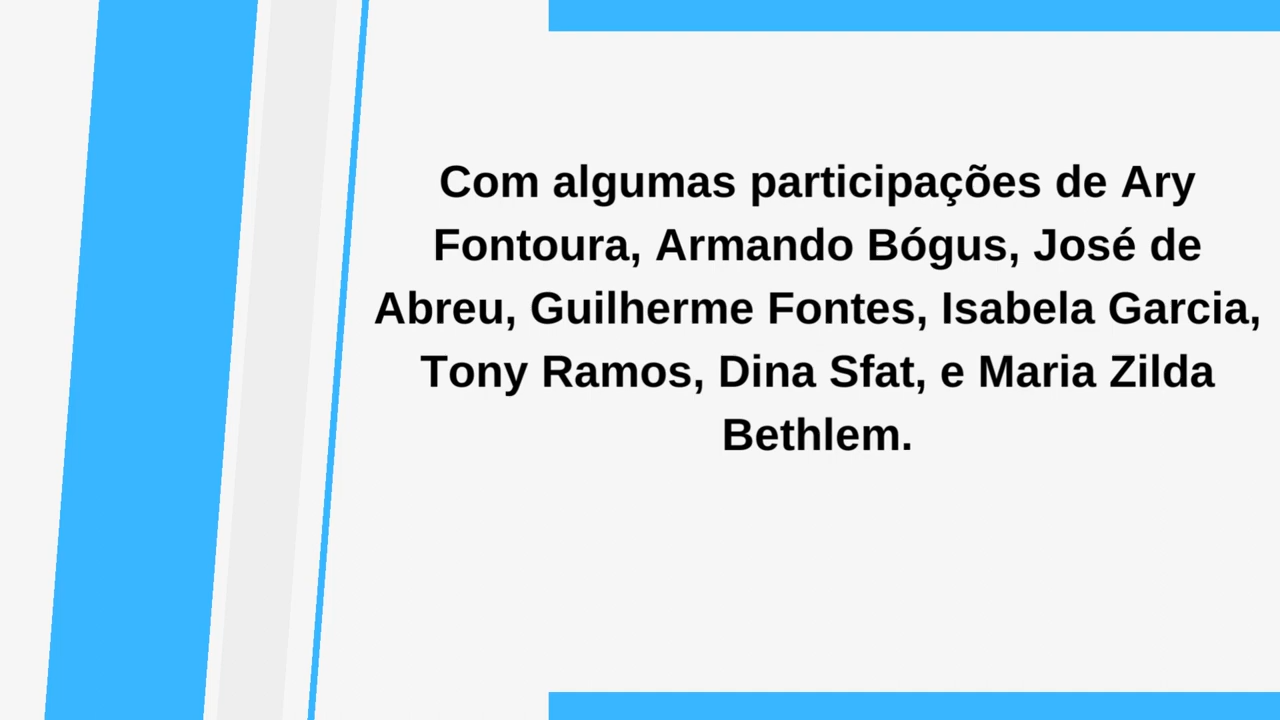 Com algumas participações de Ary
Fontoura, Armando Bógus, José de
Abreu, Guilherme Fontes, Isabela Garcia,
Tony Ramos, Dina Sfat, e Maria Zilda
Bethlem.